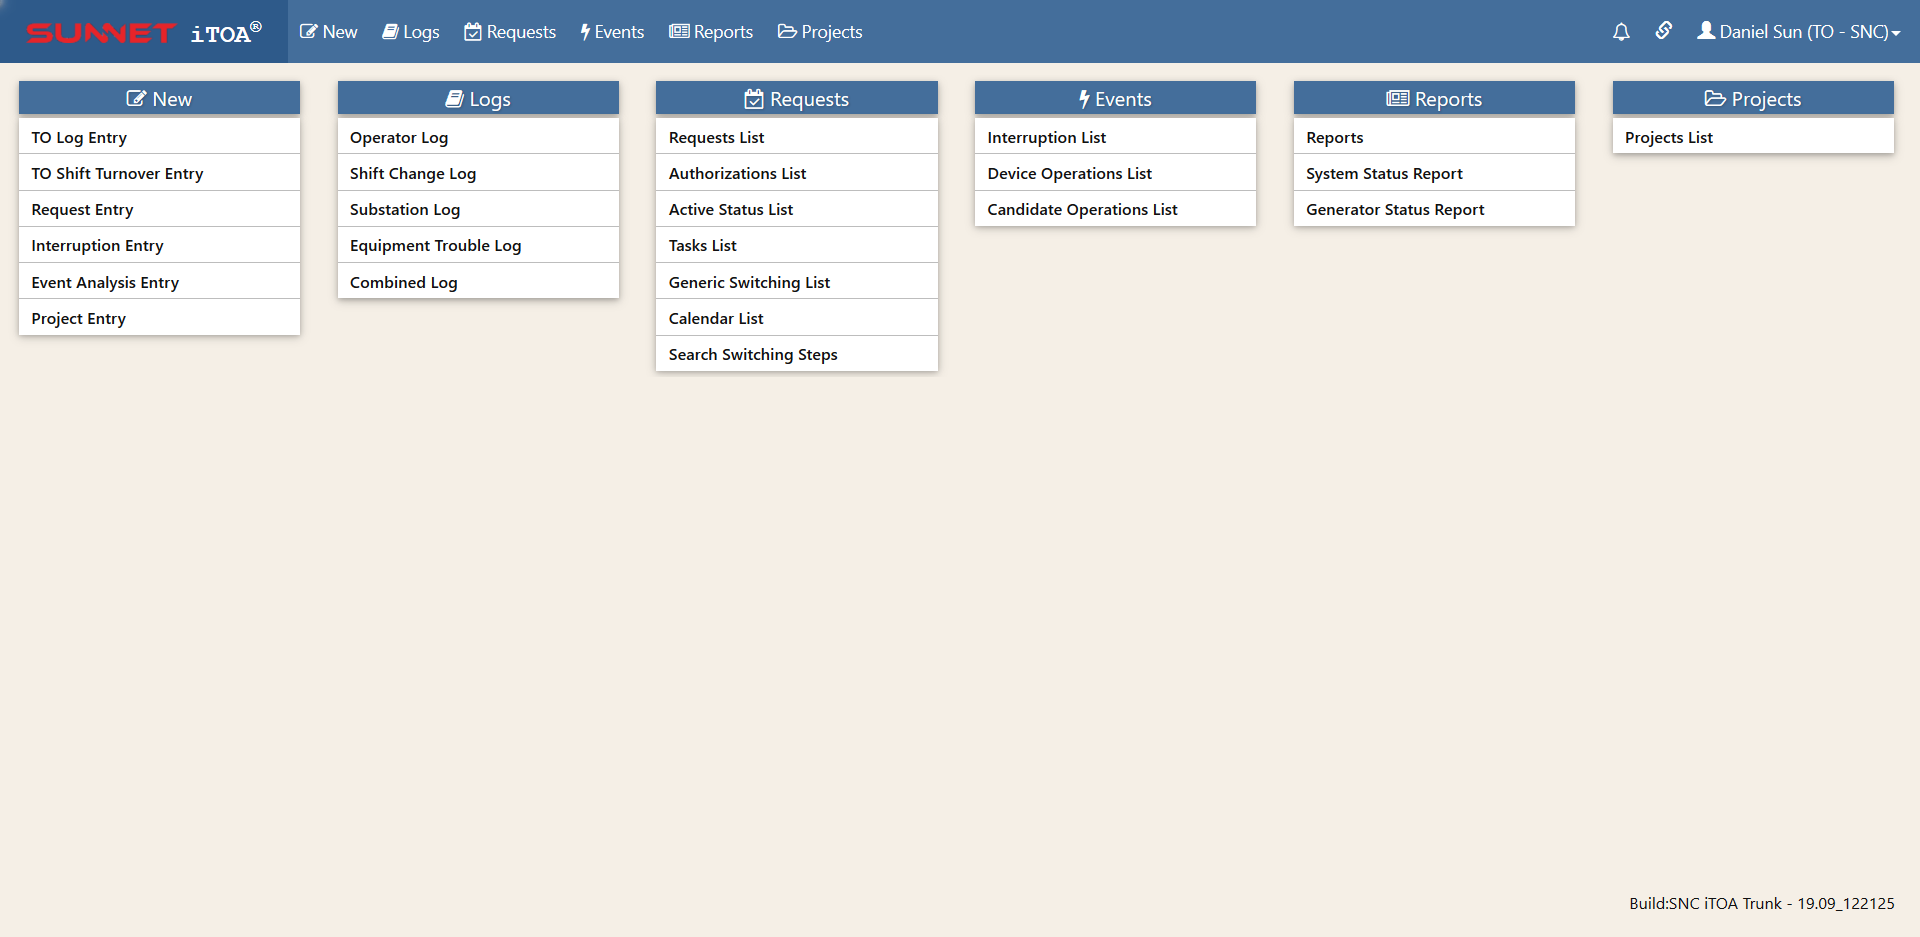 SUNNET iTOA® New Logs Requests Events Reports Projects Daniel Sun (TO - SNC)
New
TO Log Entry
TO Shift Turnover Entry
Request Entry
Interruption Entry
Event Analysis Entry
Project Entry
Logs
Operator Log
Shift Change Log
Substation Log
Equipment Trouble Log
Combined Log
Requests
Requests List
Authorizations List
Active Status List
Tasks List
Generic Switching List
Calendar List
Search Switching Steps
Events
Interruption List
Device Operations List
Candidate Operations List
Reports
Reports
System Status Report
Generator Status Report
Projects
Projects List
Build:SNC iTOA Trunk - 19.09_122125